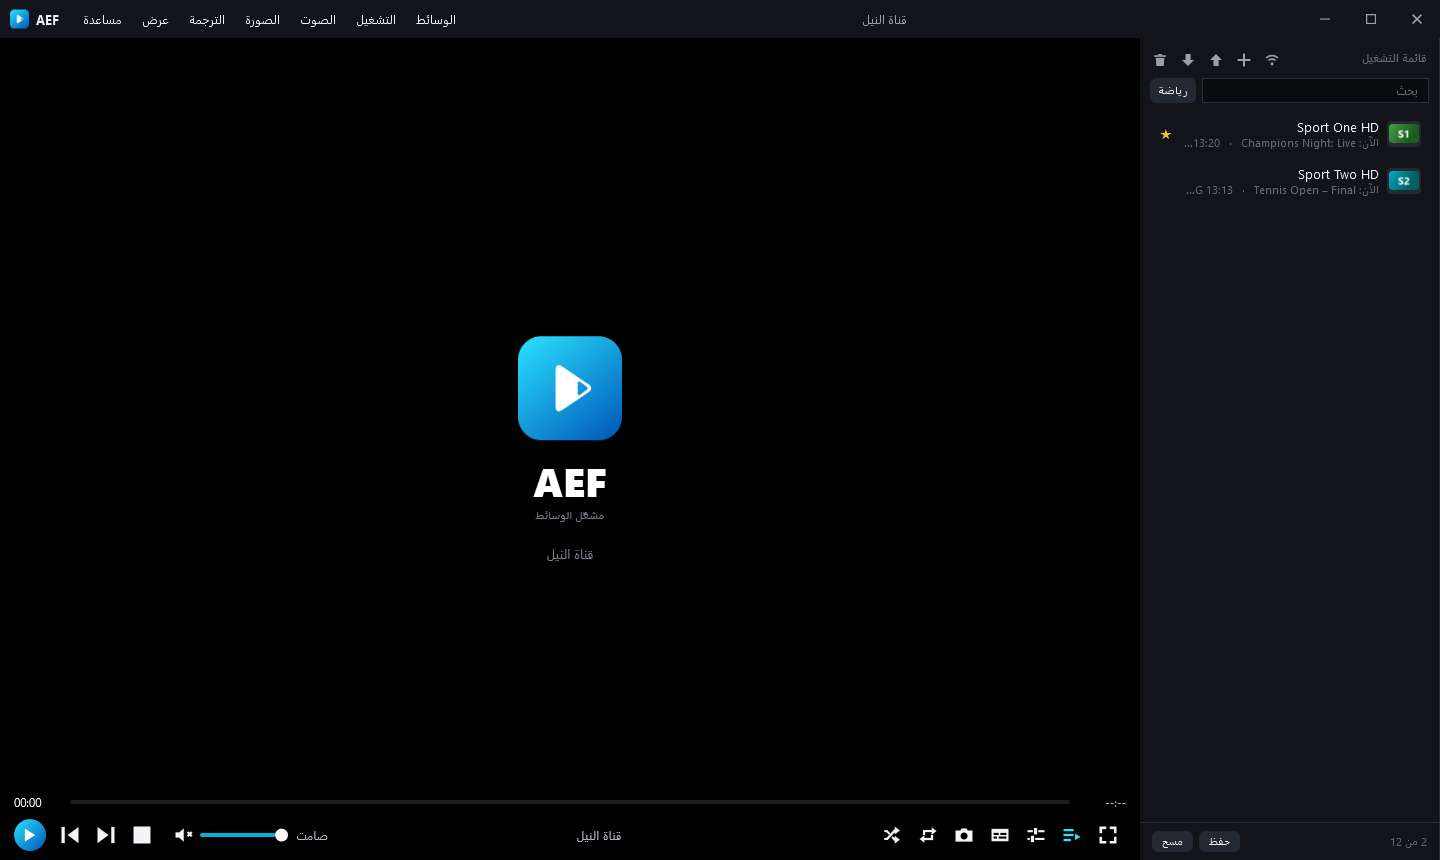 AEF
مساعدة
عرض
الترجمة
الصورة
الصوت
التشغيل
الوسائط
قناة النيل
قائمة التشغيل
بحث
رياضة
Sport One HD
S1
الآن: Champions Night: Live · 13:20...
Sport Two HD
S2
الآن: Tennis Open – Final · G 13:13...
AEF
مشغّل الوسائط
قناة النيل
00:00
--:--
صامت
قناة النيل
مسح
حفظ
2 من 12